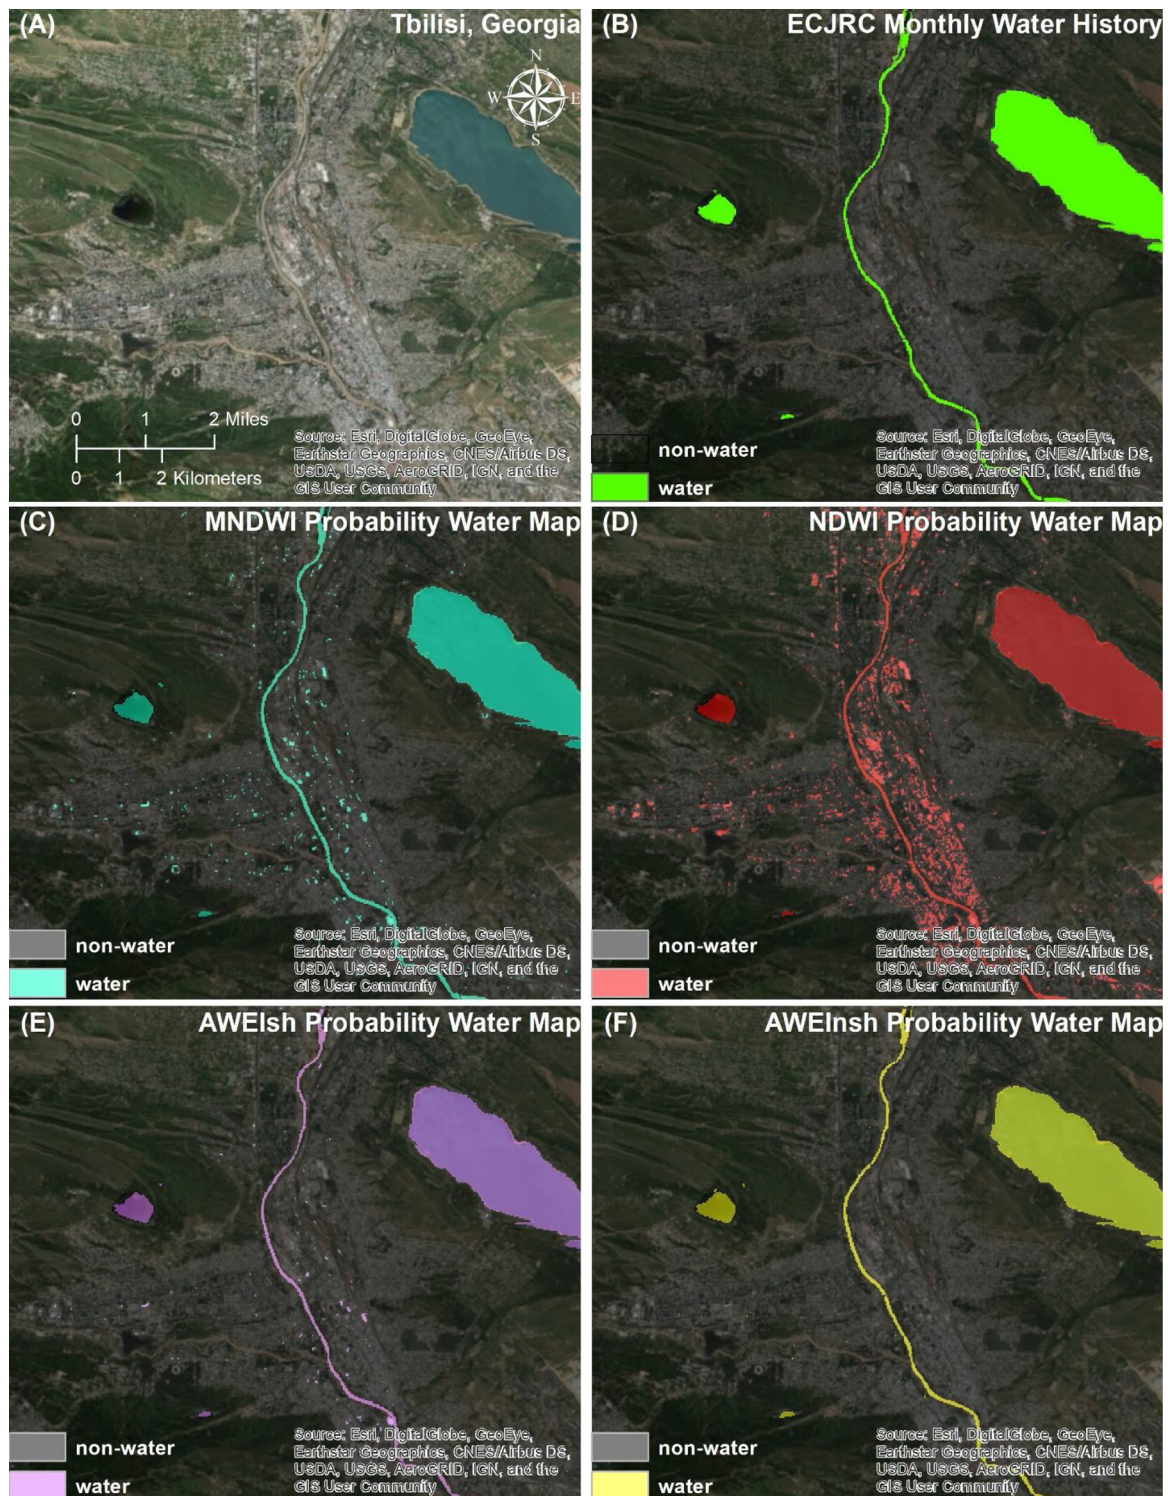 (A) Tbilisi, Georgia
N
W E
S
0 1 2 Miles
0 1 2 Kilometers
Source: Esri, DigitalGlobe, GeoEye,
Earthstar Geographics, CNES/Airbus DS,
USDA, USGS, AeroGRID, IGN, and the
GIS User Community
(B) ECJRC Monthly Water History
non-water
water
Source: Esri, DigitalGlobe, GeoEye,
Earthstar Geographics, CNES/Airbus DS,
USDA, USGS, AeroGRID, IGN, and the
GIS User Community
(C) MNDWI Probability Water Map
non-water
water
Source: Esri, DigitalGlobe, GeoEye,
Earthstar Geographics, CNES/Airbus DS,
USDA, USGS, AeroGRID, IGN, and the
GIS User Community
(D) NDWI Probability Water Map
non-water
water
Source: Esri, DigitalGlobe, GeoEye,
Earthstar Geographics, CNES/Airbus DS,
USDA, USGS, AeroGRID, IGN, and the
GIS User Community
(E) AWEIsh Probability Water Map
non-water
water
Source: Esri, DigitalGlobe, GeoEye,
Earthstar Geographics, CNES/Airbus DS,
USDA, USGS, AeroGRID, IGN, and the
GIS User Community
(F) AWEInsh Probability Water Map
non-water
water
Source: Esri, DigitalGlobe, GeoEye,
Earthstar Geographics, CNES/Airbus DS,
USDA, USGS, AeroGRID, IGN, and the
GIS User Community